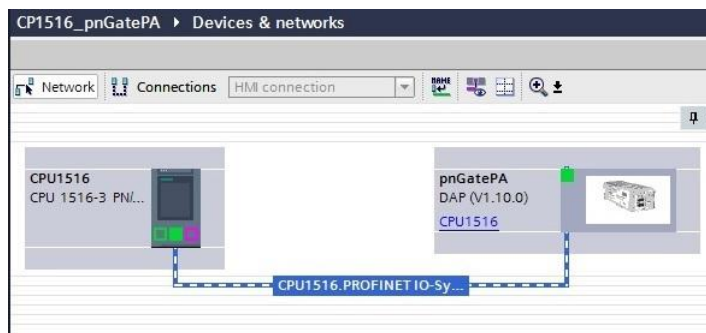 CP1516_pnGatePA ▸ Devices & networks
Network Connections HMI connection
NAME
CPU1516
CPU 1516-3 PN/...
pnGatePA
DAP (V1.10.0)
CPU1516
CPU1516.PROFINET IO-Sy...